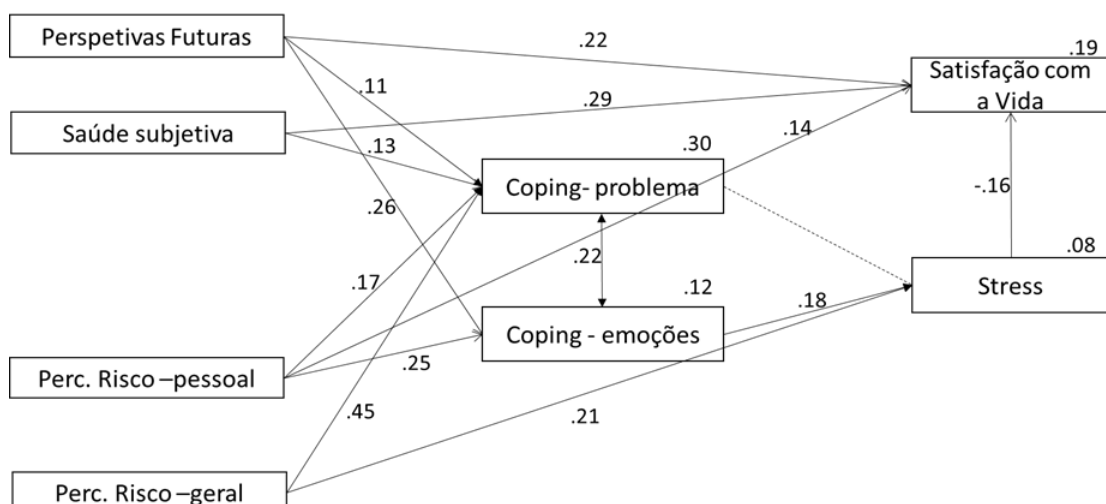 Perspetivas Futuras
.22
.19
Satisfação com
a Vida
.11
.29
Saúde subjetiva
.13
.14
.30
Coping- problema
.26
-.16
.17
.22
.08
Stress
.12
.18
Coping - emoções
Perc. Risco –pessoal
.25
.45
.21
Perc. Risco –geral